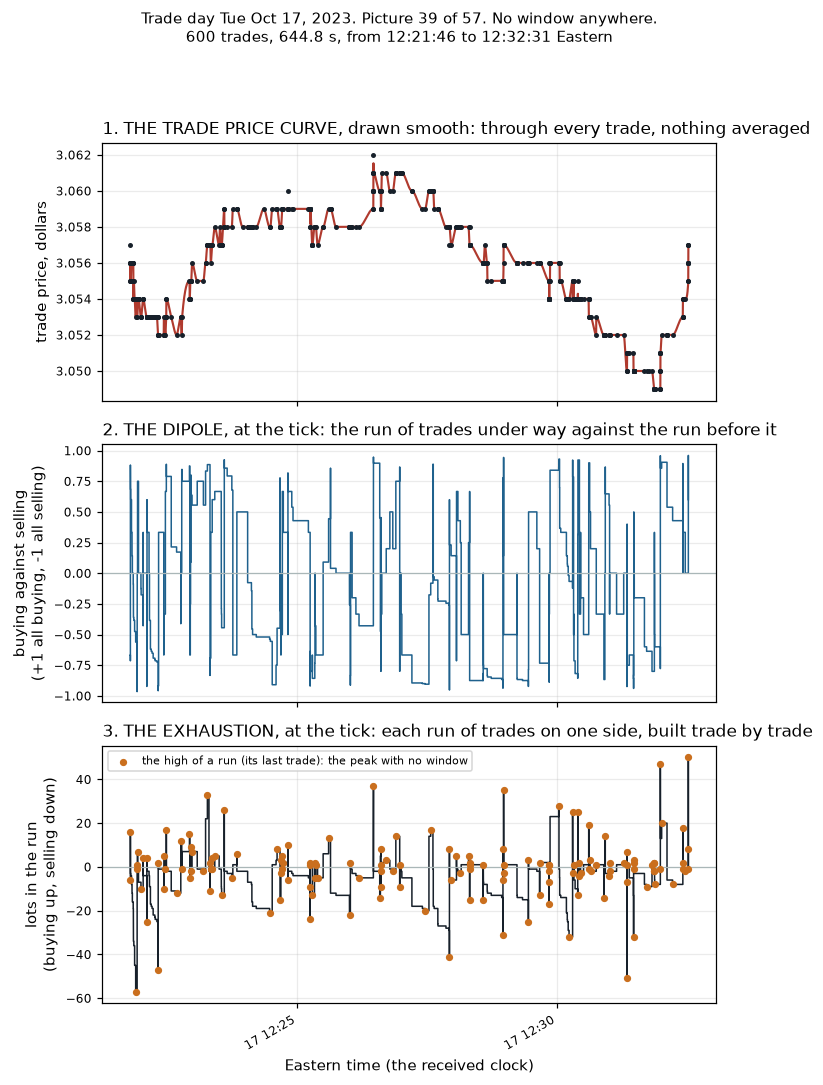 Trade day Tue Oct 17, 2023. Picture 39 of 57. No window anywhere.
600 trades, 644.8 s, from 12:21:46 to 12:32:31 Eastern
1. THE TRADE PRICE CURVE, drawn smooth: through every trade, nothing averaged
trade price, dollars
3.062
3.060
3.058
3.056
3.054
3.052
3.050
2. THE DIPOLE, at the tick: the run of trades under way against the run before it
buying against selling
(+1 all buying, -1 all selling)
1.00
0.75
0.50
0.25
0.00
−0.25
−0.50
−0.75
−1.00
3. THE EXHAUSTION, at the tick: each run of trades on one side, built trade by trade
the high of a run (its last trade): the peak with no window
lots in the run
(buying up, selling down)
40
20
0
−20
−40
−60
17 12:25
17 12:30
Eastern time (the received clock)